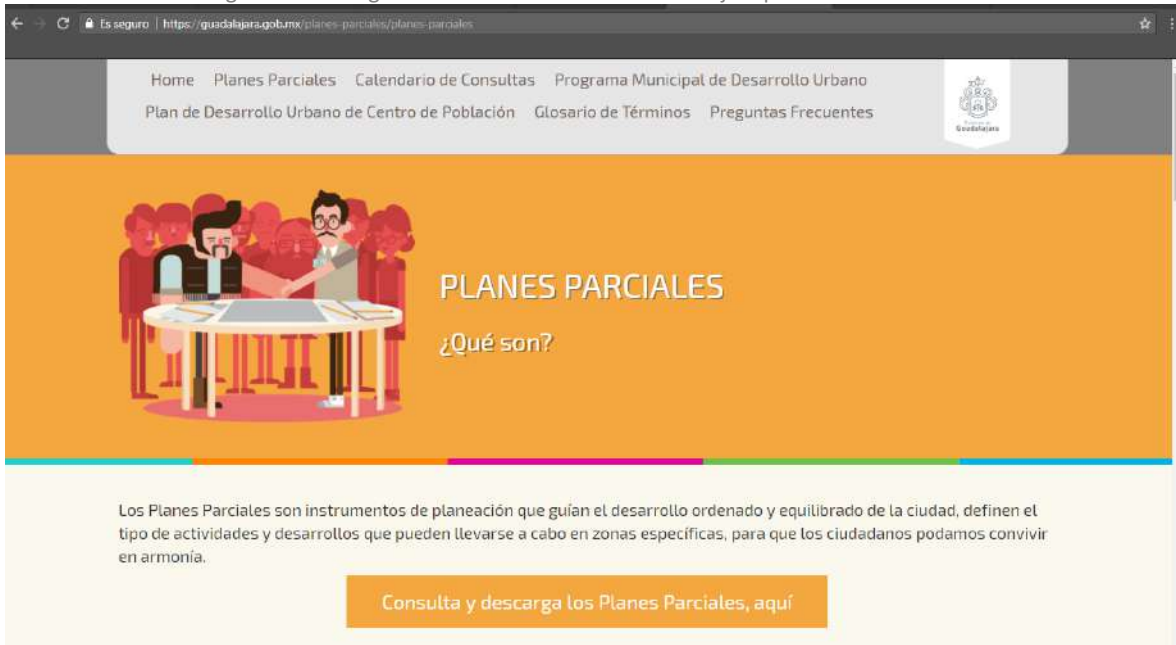 Es seguro | https://guadalajara.gob.mx/planes-parciales/planes-parciales
Home Planes Parciales Calendario de Consultas Programa Municipal de Desarrollo Urbano
Plan de Desarrollo Urbano de Centro de Población Glosario de Términos Preguntas Frecuentes
Guadalajara
PLANES PARCIALES
¿Qué son?
Los Planes Parciales son instrumentos de planeación que guían el desarrollo ordenado y equilibrado de la ciudad, definen el
tipo de actividades y desarrollos que pueden llevarse a cabo en zonas específicas, para que los ciudadanos podamos convivir
en armonía.
Consulta y descarga los Planes Parciales, aquí